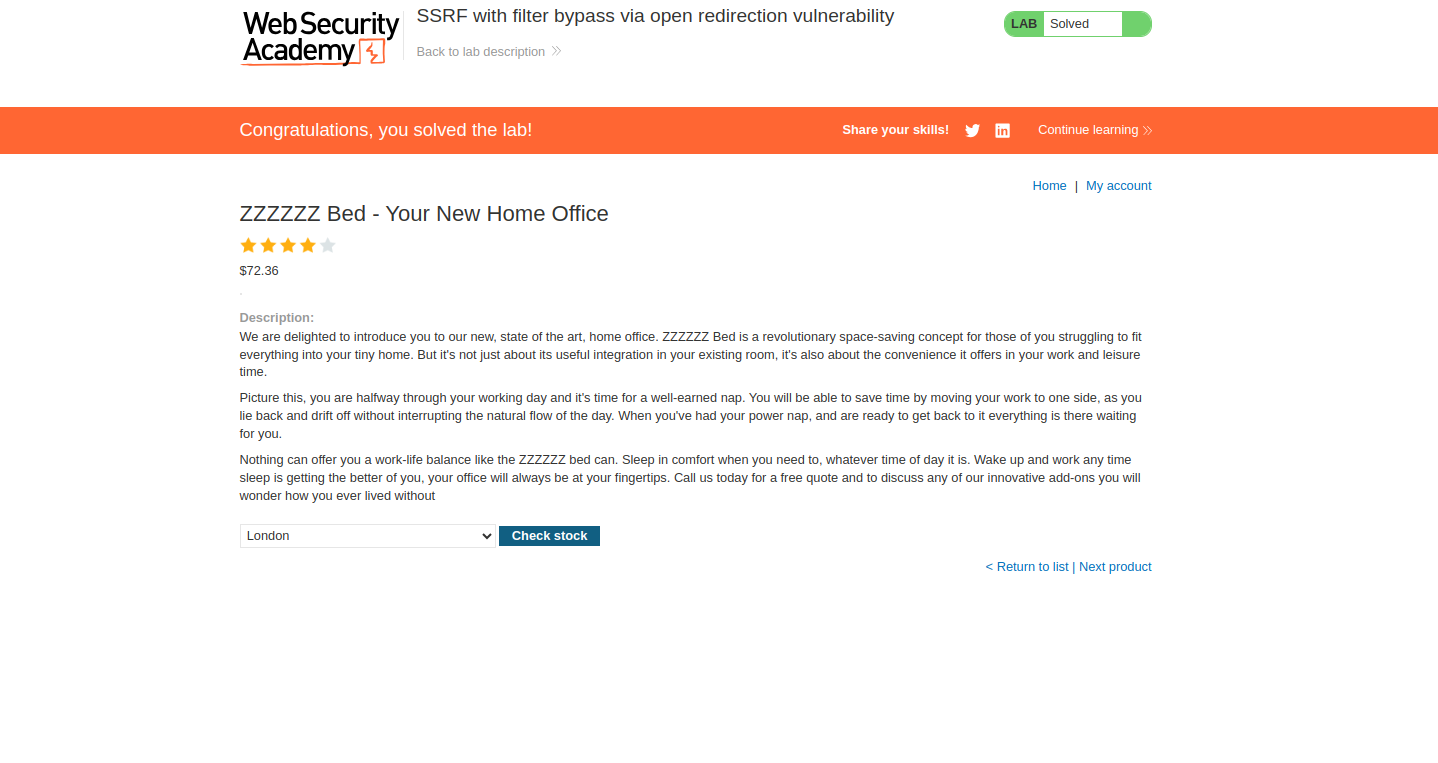 Web Security
Academy
SSRF with filter bypass via open redirection vulnerability
Back to lab description
LAB Solved
Congratulations, you solved the lab!
Share your skills!
Continue learning
Home | My account
ZZZZZZ Bed - Your New Home Office
$72.36
Description:
We are delighted to introduce you to our new, state of the art, home office. ZZZZZZ Bed is a revolutionary space-saving concept for those of you struggling to fit
everything into your tiny home. But it's not just about its useful integration in your existing room, it's also about the convenience it offers in your work and leisure
time.
Picture this, you are halfway through your working day and it's time for a well-earned nap. You will be able to save time by moving your work to one side, as you
lie back and drift off without interrupting the natural flow of the day. When you've had your power nap, and are ready to get back to it everything is there waiting
for you.
Nothing can offer you a work-life balance like the ZZZZZZ bed can. Sleep in comfort when you need to, whatever time of day it is. Wake up and work any time
sleep is getting the better of you, your office will always be at your fingertips. Call us today for a free quote and to discuss any of our innovative add-ons you will
wonder how you ever lived without
London
Check stock
< Return to list | Next product